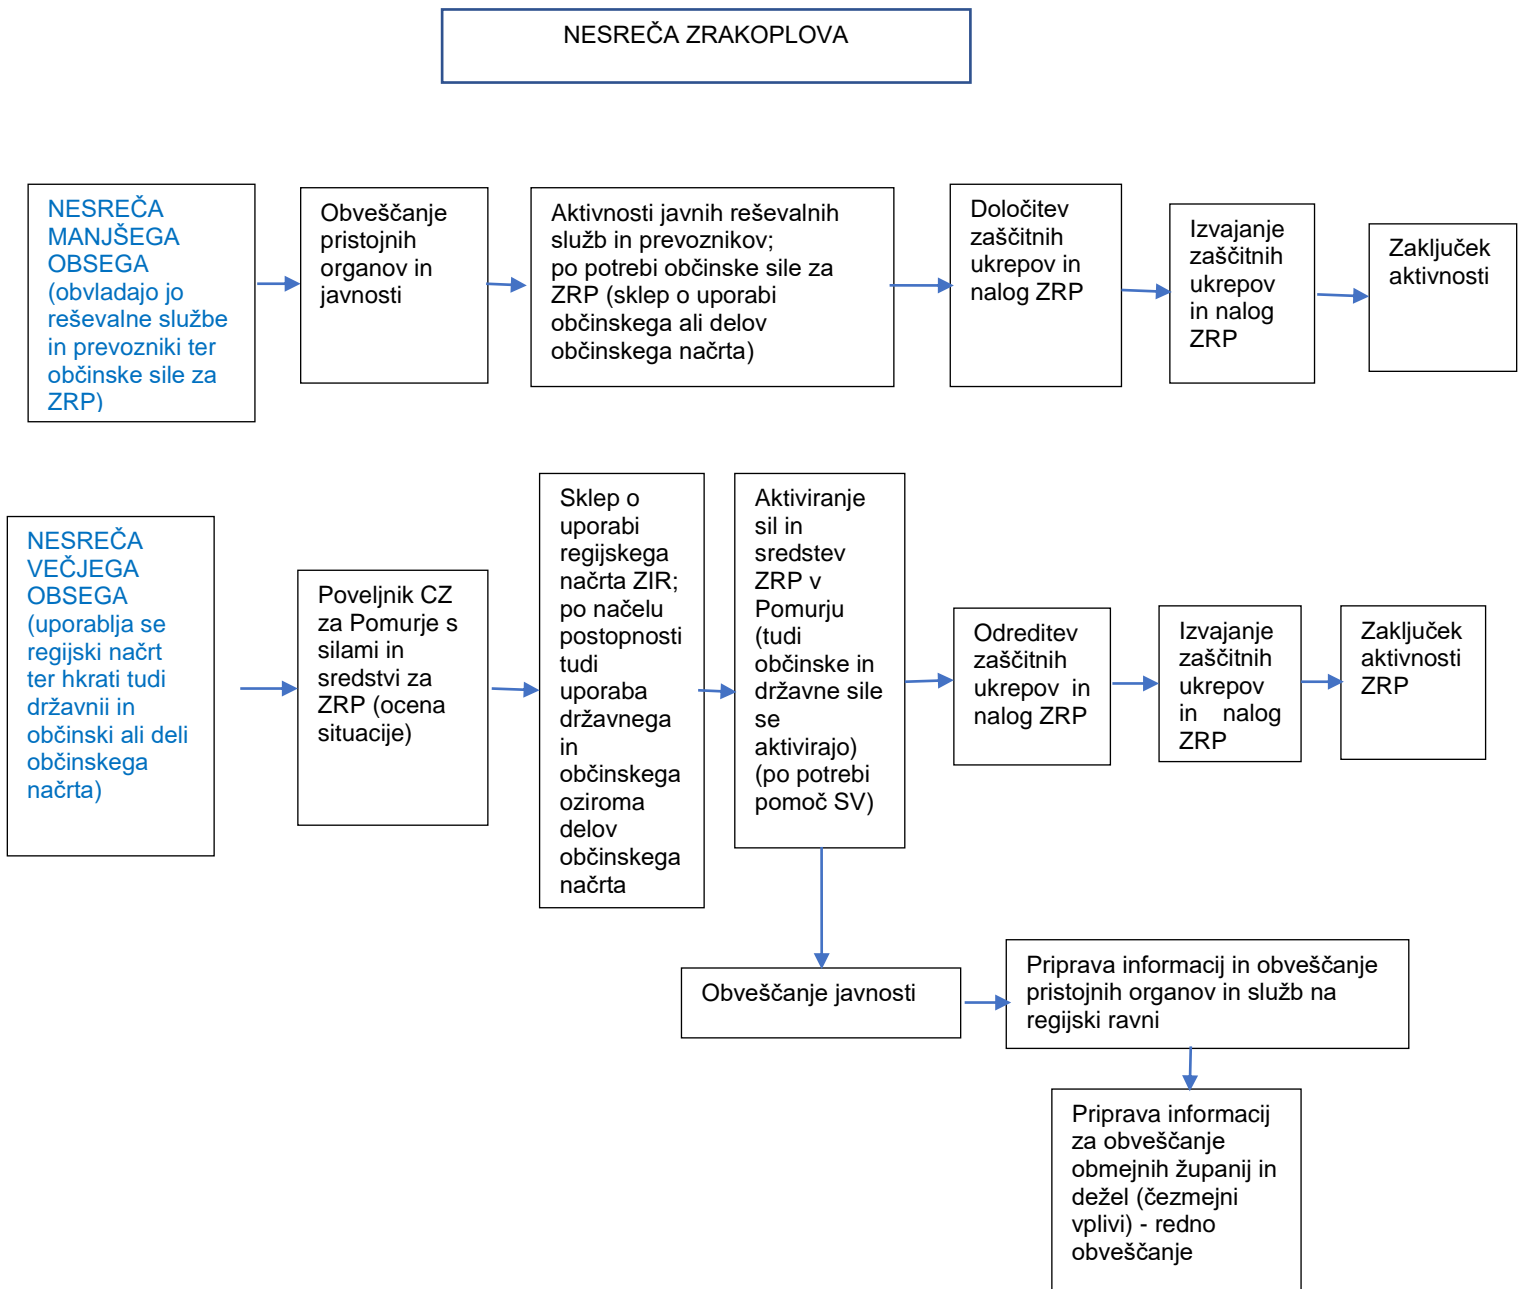 NESREČA ZRAKOPLOVA
NESREČA
MANJŠEGA
OBSEGA
(obvladajo jo
reševalne službe
in prevozniki ter
občinske sile za
ZRP)
Obveščanje
pristojnih
organov in
javnosti
Aktivnosti javnih reševalnih
služb in prevoznikov;
po potrebi občinske sile za
ZRP (sklep o uporabi
občinskega ali delov
občinskega načrta)
Določitev
zaščitnih
ukrepov in
nalog ZRP
Izvajanje
zaščitnih
ukrepov
in nalog
ZRP
Zaključek
aktivnosti
NESREČA
VEČJEGA
OBSEGA
(uporablja se
regijski načrt
ter hkrati tudi
državnii in
občinski ali deli
občinskega
načrta)
Poveljnik CZ
za Pomurje s
silami in
sredstvi za
ZRP (ocena
situacije)
Sklep o
uporabi
regijskega
načrta ZIR;
po načelu
postopnosti
tudi
uporaba
državnega
in
občinskega
oziroma
delov
občinskega
načrta
Aktiviranje
sil in
sredstev
ZRP v
Pomurju
(tudi
občinske in
državne sile
se
aktivirajo)
(po potrebi
pomoč SV)
Odreditev
zaščitnih
ukrepov in
nalog ZRP
Izvajanje
zaščitnih
ukrepov
in nalog
ZRP
Zaključek
aktivnosti
ZRP
Obveščanje javnosti
Priprava informacij in obveščanje
pristojnih organov in služb na
regijski ravni
Priprava informacij
za obveščanje
obmejnih županij in
dežel (čezmejni
vplivi) - redno
obveščanje